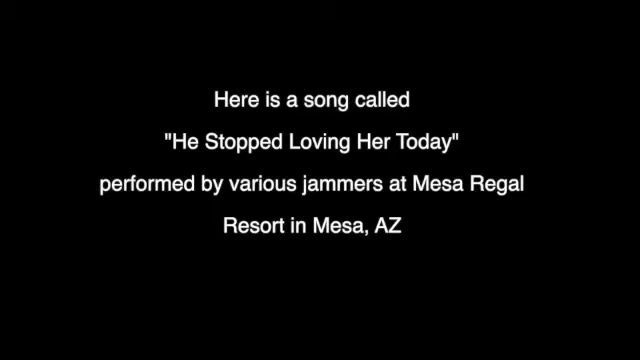 Here is a song called
"He Stopped Loving Her Today"
performed by various jammers at Mesa Regal
Resort in Mesa, AZ